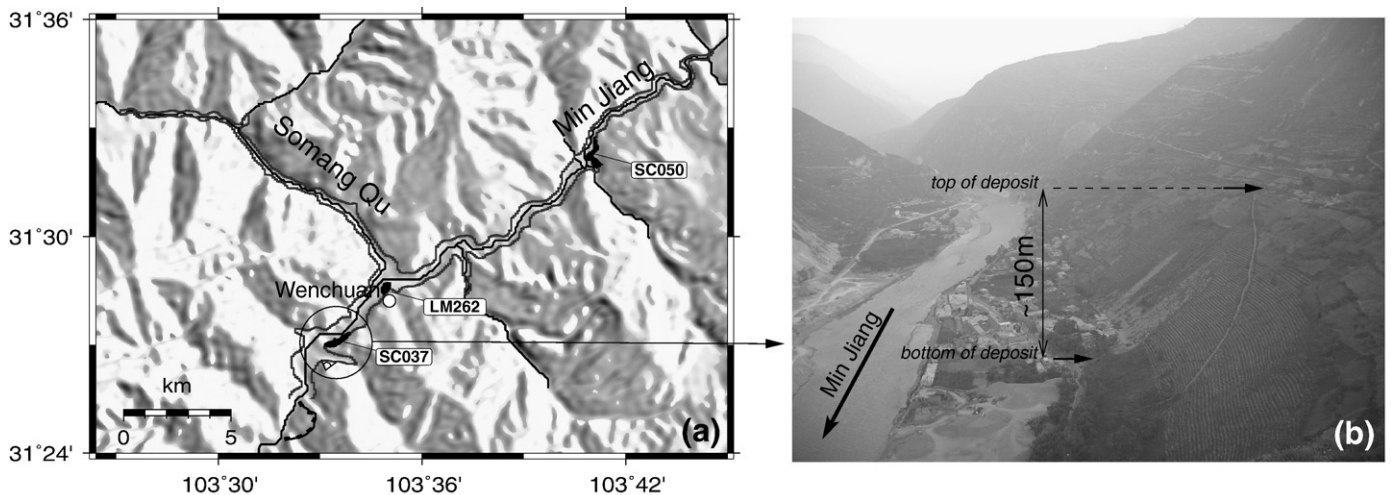 31°36'
31°30'
31°24'
103°30'
103°36'
103°42'
Somang Qu
Min Jiang
SC050
Wenchuan
LM262
SC037
km
0
5
(a)
top of deposit
~150m
bottom of deposit
Min Jiang
(b)